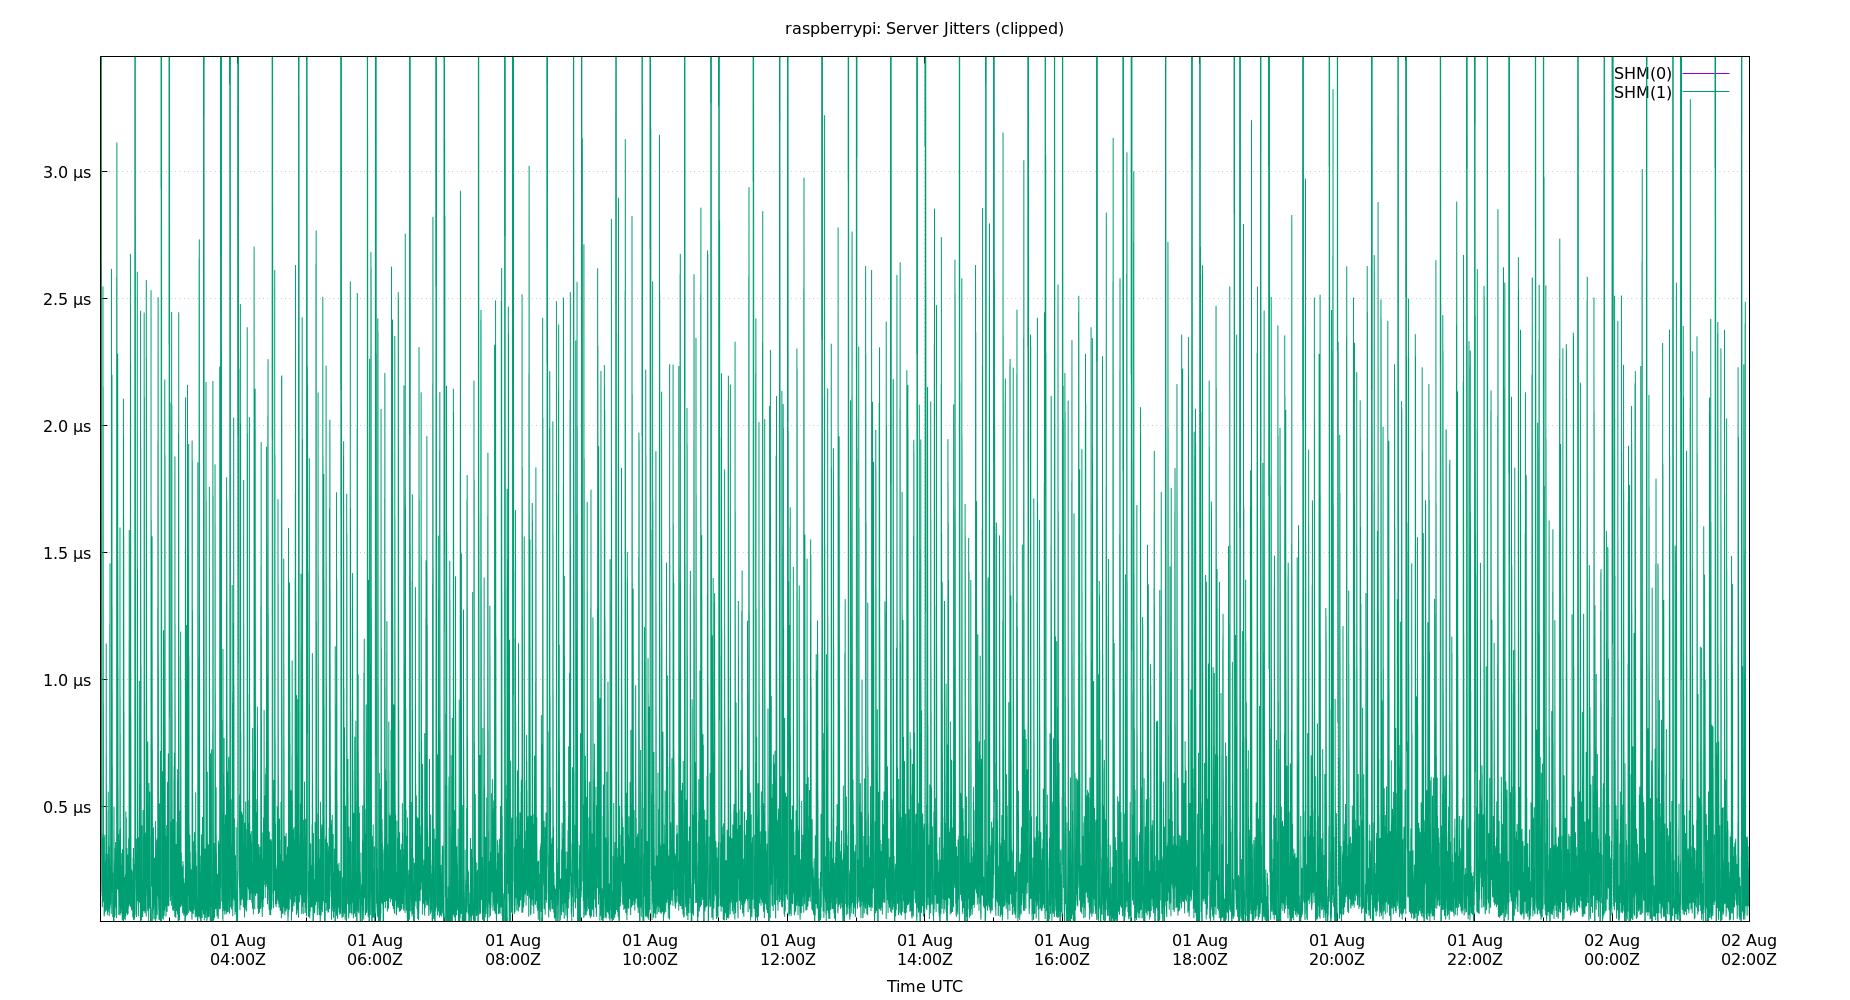 raspberrypi: Server Jitters (clipped)
SHM(0)
SHM(1)
3.0 µs
2.5 µs
2.0 µs
1.5 µs
1.0 µs
0.5 µs
01 Aug 01 Aug 01 Aug 01 Aug 01 Aug 01 Aug 01 Aug 01 Aug 01 Aug 01 Aug 02 Aug 02 Aug
04:00Z 06:00Z 08:00Z 10:00Z 12:00Z 14:00Z 16:00Z 18:00Z 20:00Z 22:00Z 00:00Z 02:00Z
Time UTC